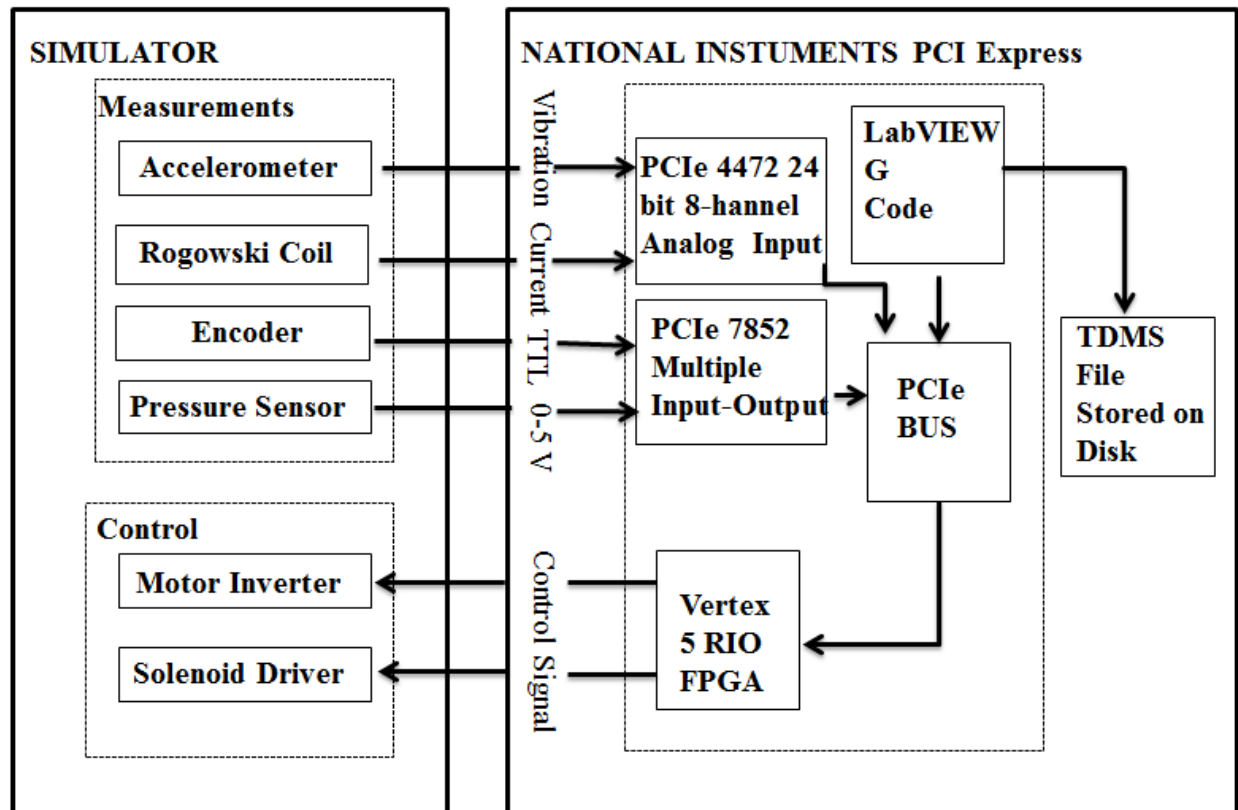 SIMULATOR
Measurements
Accelerometer
Rogowski Coil
Encoder
Pressure Sensor
Control
Motor Inverter
Solenoid Driver
Vibration Current TTL 0-5 V
Control Signal
NATIONAL INSTUMENTS PCI Express
PCIe 4472 24
bit 8-hannel
Analog Input
PCIe 7852
Multiple
Input-Output
LabVIEW
G
Code
PCIe
BUS
Vertex
5 RIO
FPGA
TDMS
File
Stored on
Disk